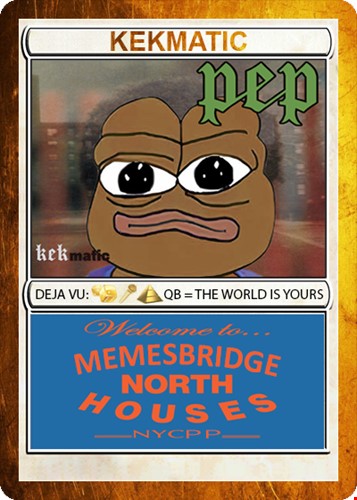 KEKMATIC
pep
kekmatic
DEJA VU: QB = THE WORLD IS YOURS
Welcome to...
MEMESBRIDGE
NORTH
HOUSES
NYCPP